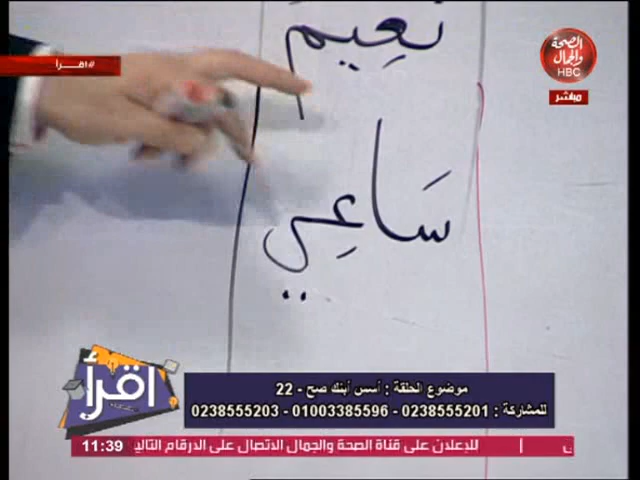 نَعِيمَ
الصحة
والجمال
HBC
مباشر
#اقرأ
سَاعِي
اقرأ
موضوع الحلقة : أسس أبنك صح - 22
للمشاركة : 0238555201 - 01003385596 - 0238555203
للإعلان على قناة الصحة والجمال الاتصال على الارقام التالي
11:39